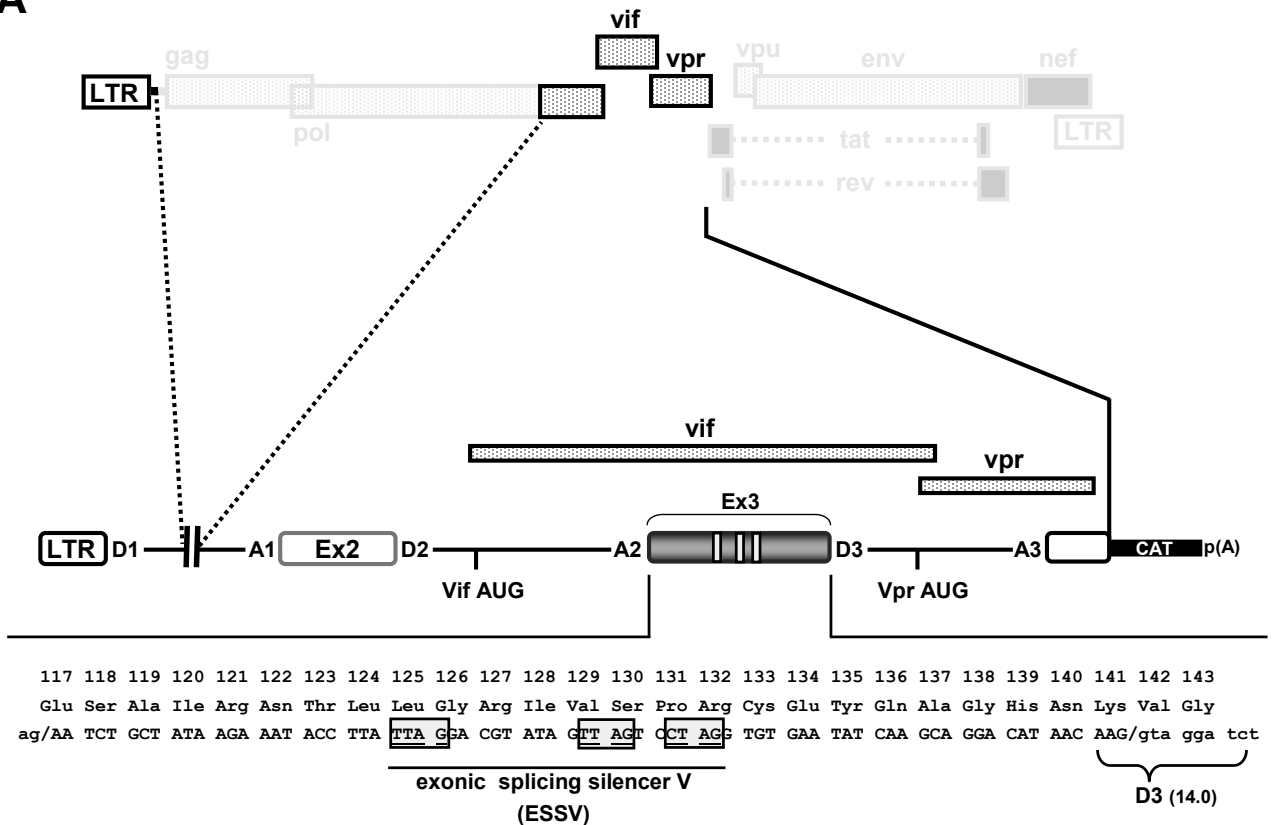 A
vif
gag
vpr
vpu
env
nef
LTR
pol
tat
LTR
rev
vif
vpr
Ex3
LTR D1 A1 Ex2 D2 A2 D3 A3 CAT p(A)
Vif AUG
Vpr AUG
117 118 119 120 121 122 123 124 125 126 127 128 129 130 131 132 133 134 135 136 137 138 139 140 141 142 143
Glu Ser Ala Ile Arg Asn Thr Leu Leu Gly Arg Ile Val Ser Pro Arg Cys Glu Tyr Gln Ala Gly His Asn Lys Val Gly
ag/AA TCT GCT ATA AGA AAT ACC TTA TTA GGA CGT ATA GTT AGT CCT AGG TGT GAA TAT CAA GCA GGA CAT AAC AAG/gta gga tct
exonic splicing silencer V
(ESSV)
D3 (14.0)